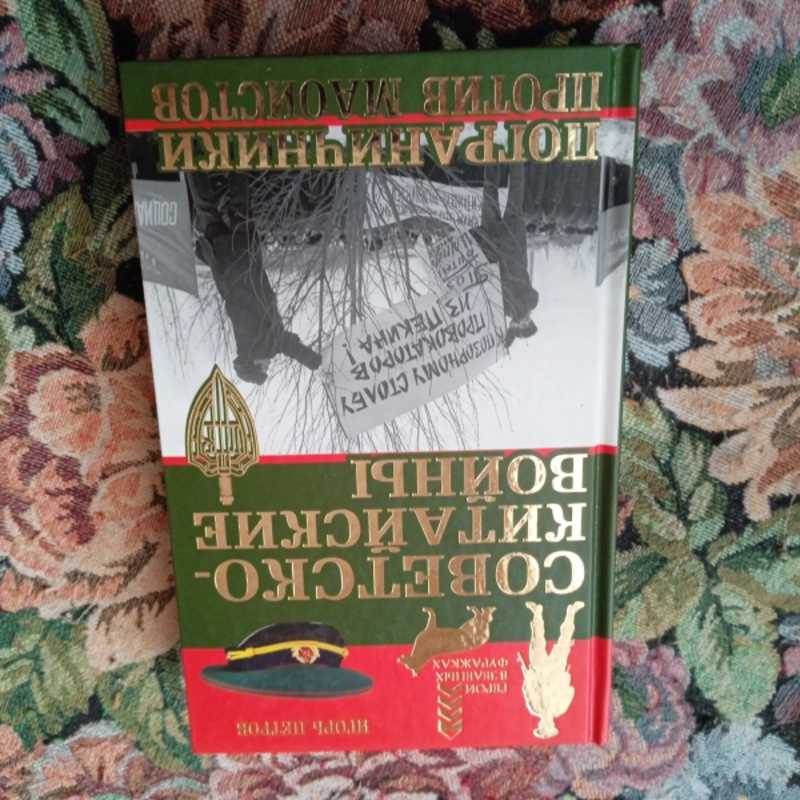 ИГОРЬ ПЕТРОВ
ГЕРОИ
В ЗЕЛЕНЫХ
ФУРАЖКАХ
СОВЕТСКО-
КИТАЙСКИЕ
ВОЙНЫ
К ПОЗОРНОМУ СТОЛБУ
ПРОВОКАТОРОВ
ИЗ ПЕКИНА!
ПОГРАНИЧНИКИ
ПРОТИВ МАОИСТОВ